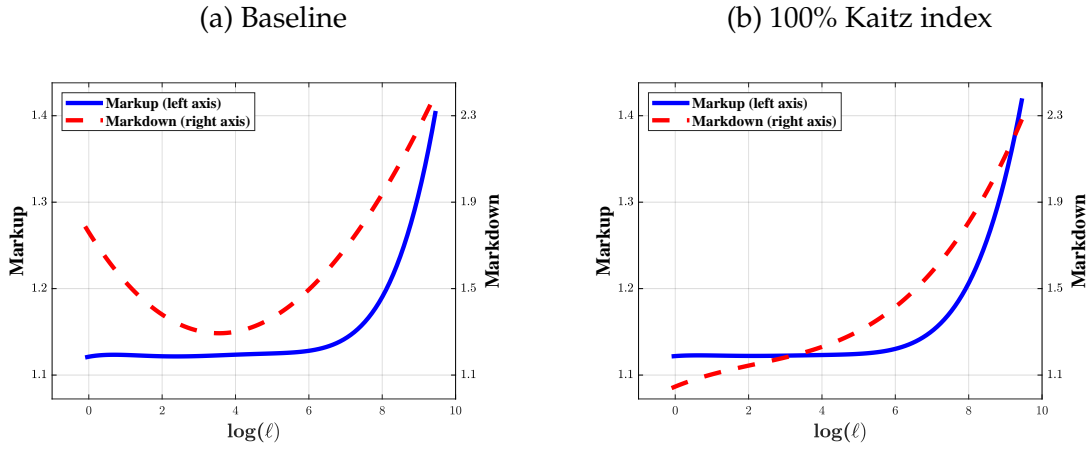 (a) Baseline
Markup (left axis)
Markdown (right axis)
1.4
1.3
1.2
1.1
Markup
2.3
1.9
1.5
1.1
Markdown
0 2 4 6 8 10
log(ℓ)
(b) 100% Kaitz index
Markup (left axis)
Markdown (right axis)
1.4
1.3
1.2
1.1
Markup
2.3
1.9
1.5
1.1
Markdown
0 2 4 6 8 10
log(ℓ)